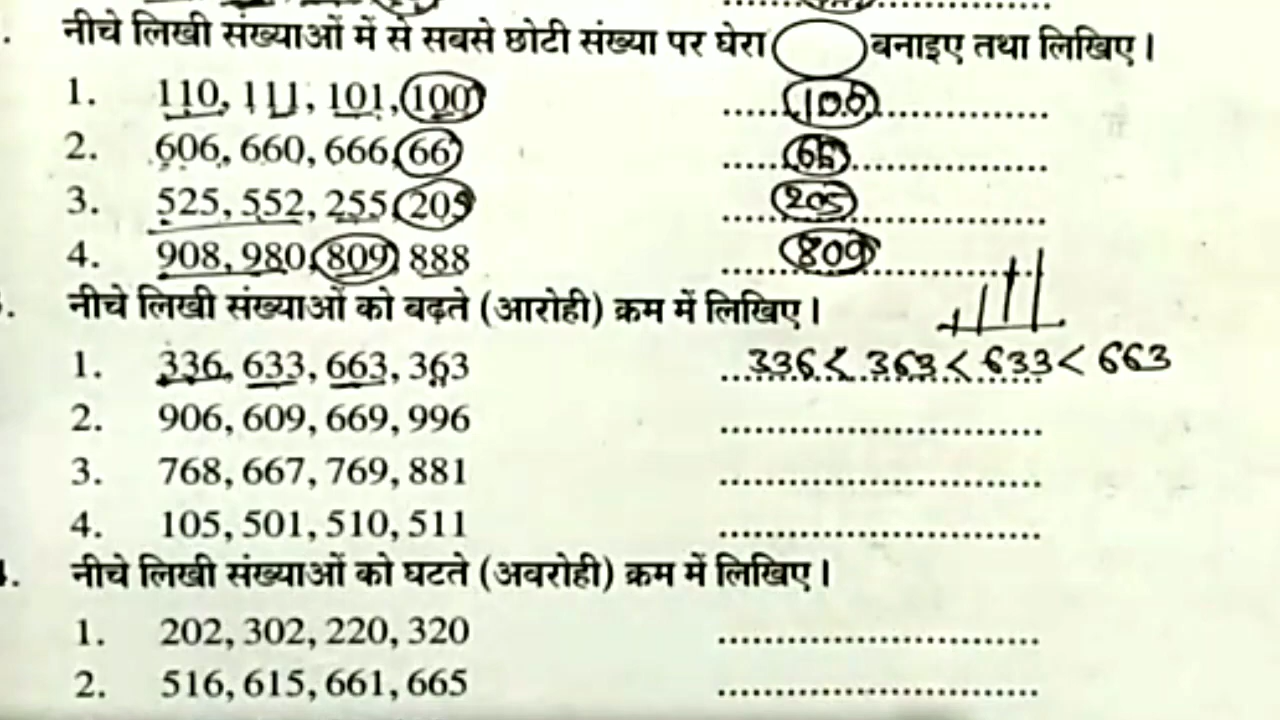 . नीचे लिखी संख्याओं में से सबसे छोटी संख्या पर घेरा बनाइए तथा लिखिए।
1. 110, 111, 101, 100 ............ 100 ............
2. 606, 660, 666, 66 ............ 66 ............
3. 525, 552, 255, 205 ............ 205 ............
4. 908, 980, 809, 888 ............ 809 ............
. नीचे लिखी संख्याओं को बढ़ते (आरोही) क्रम में लिखिए।
1. 336, 633, 663, 363 336 < 363 < 633 < 663
2. 906, 609, 669, 996 ..............................
3. 768, 667, 769, 881 ..............................
4. 105, 501, 510, 511 ..............................
. नीचे लिखी संख्याओं को घटते (अवरोही) क्रम में लिखिए।
1. 202, 302, 220, 320 ..............................
2. 516, 615, 661, 665 ..............................